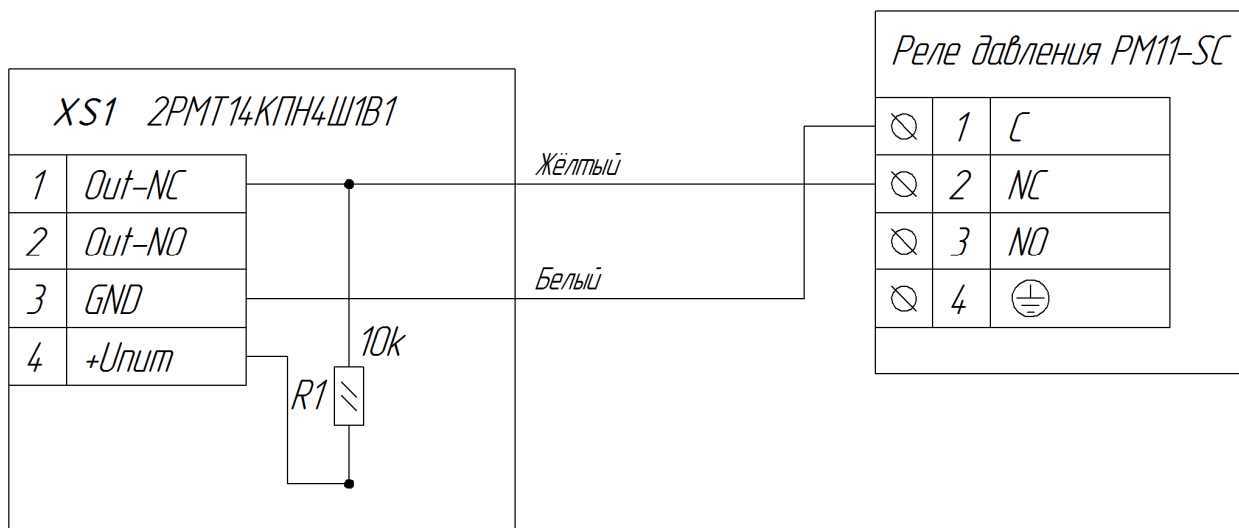 Реле давления РМ11-SC
XS1 2РМТ14КПН4Ш1В1
1 С
2 NC
3 NO
4
Жёлтый
Белый
1 Out-NC
2 Out-NO
3 GND
4 +Uпит
10k
R1